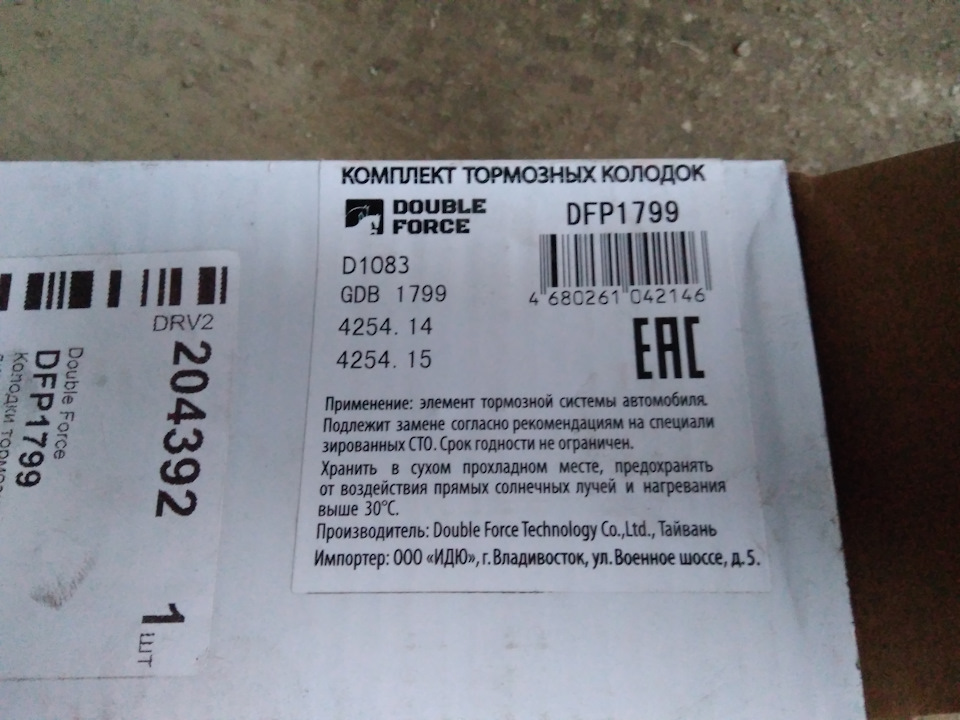 КОМПЛЕКТ ТОРМОЗНЫХ КОЛОДОК
DOUBLE
FORCE
DFP1799
D1083
GDB 1799
4254. 14
4254. 15
4 680261 042146
EAC
Применение: элемент тормозной системы автомобиля.
Подлежит замене согласно рекомендациям на специали
зированных СТО. Срок годности не ограничен.
Хранить в сухом прохладном месте, предохранять
от воздействия прямых солнечных лучей и нагревания
выше 30°С.
Производитель: Double Force Technology Co.,Ltd., Тайвань
Импортер: ООО «ИДЮ», г. Владивосток, ул. Военное шоссе, д. 5.
DRV2
204392
1 шт
Double Force
DFP1799
Колодки